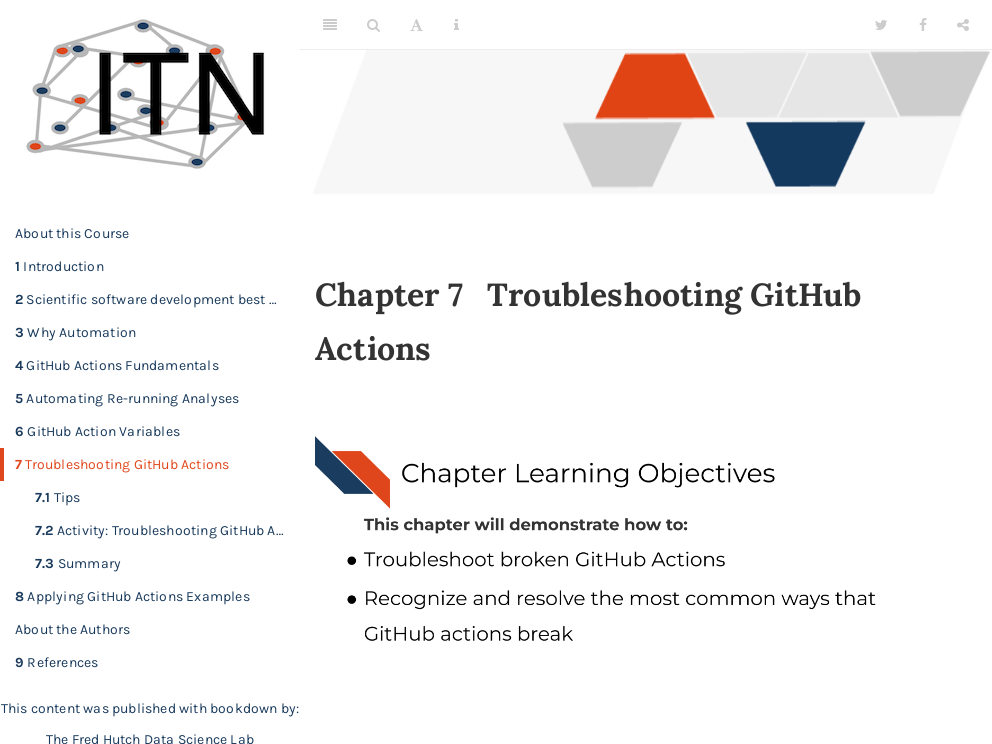 ITN
About this Course
1 Introduction
2 Scientific software development best ...
3 Why Automation
4 GitHub Actions Fundamentals
5 Automating Re-running Analyses
6 GitHub Action Variables
7 Troubleshooting GitHub Actions
7.1 Tips
7.2 Activity: Troubleshooting GitHub A...
7.3 Summary
8 Applying GitHub Actions Examples
About the Authors
9 References
This content was published with bookdown by:
The Fred Hutch Data Science Lab
A
Chapter 7 Troubleshooting GitHub
Actions
Chapter Learning Objectives
This chapter will demonstrate how to:
● Troubleshoot broken GitHub Actions
● Recognize and resolve the most common ways that
GitHub actions break